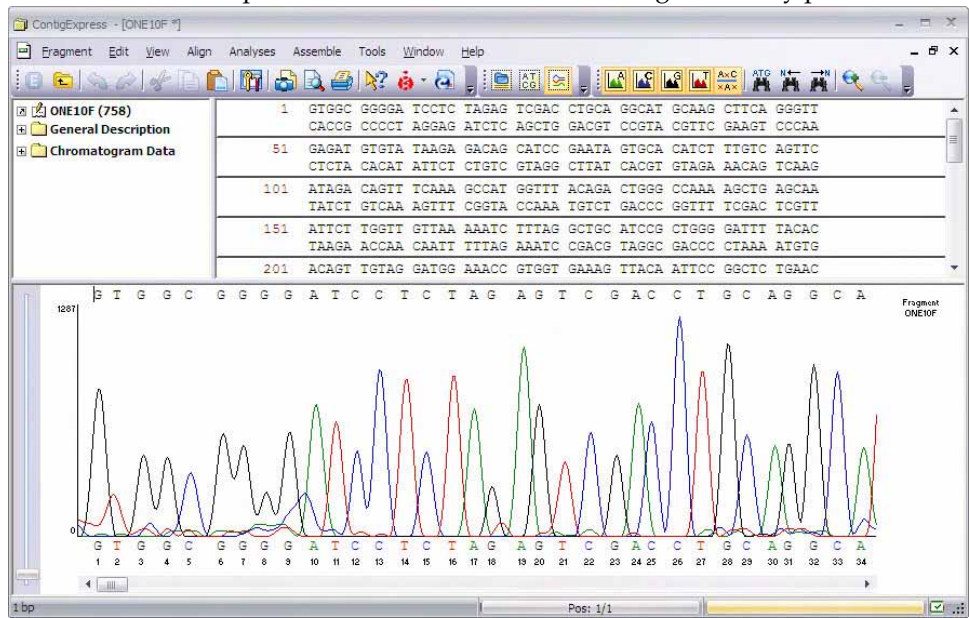 ContigExpress - [ONE10F *]
Fragment Edit View Align Analyses Assemble Tools Window Help
ONE10F (758)
General Description
Chromatogram Data
1 GTGGC GGGGA TCCTC TAGAG TCGAC CTGCA GGCAT GCAAG CTTCA GGGTT
CACCG CCCCT AGGAG ATCTC AGCTG GACGT CCGTA CGTTC GAAGT CCCAA
51 GAGAT GTGTA TAAGA GACAG CATCC GAATA GTGCA CATCT TTGTC AGTTC
CTCTA CACAT ATTCT CTGTC GTAGG CTTAT CACGT GTAGA AACAG TCAAG
101 ATAGA CAGTT TCAAA GCCAT GGTTT ACAGA CTGGG CCAAA AGCTG AGCAA
TATCT GTCAA AGTTT CGGTA CCAAA TGTCT GACCC GGTTT TCGAC TCGTT
151 ATTCT TGGTT GTTAA AAATC TTTAG GCTGC ATCCG CTGGG GATTT TACAC
TAAGA ACCAA CAATT TTTAG AAATC CGACG TAGGC GACCC CTAAA ATGTG
201 ACAGT TGTAG GATGG AAACC GTGGT GAAAG TTACA ATTCC GGCTC TGAAC
G T G G C G G G G A T C C T C T A G A G T C G A C C T G C A G G C A
Fragment
ONE10F
1287
0
G T G G C G G G G A T C C T C T A G A G T C G A C C T G C A G G C A
1 2 3 4 5 6 7 8 9 10 11 12 13 14 15 16 17 18 19 20 21 22 23 24 25 26 27 28 29 30 31 32 33 34
1 bp Pos: 1/1